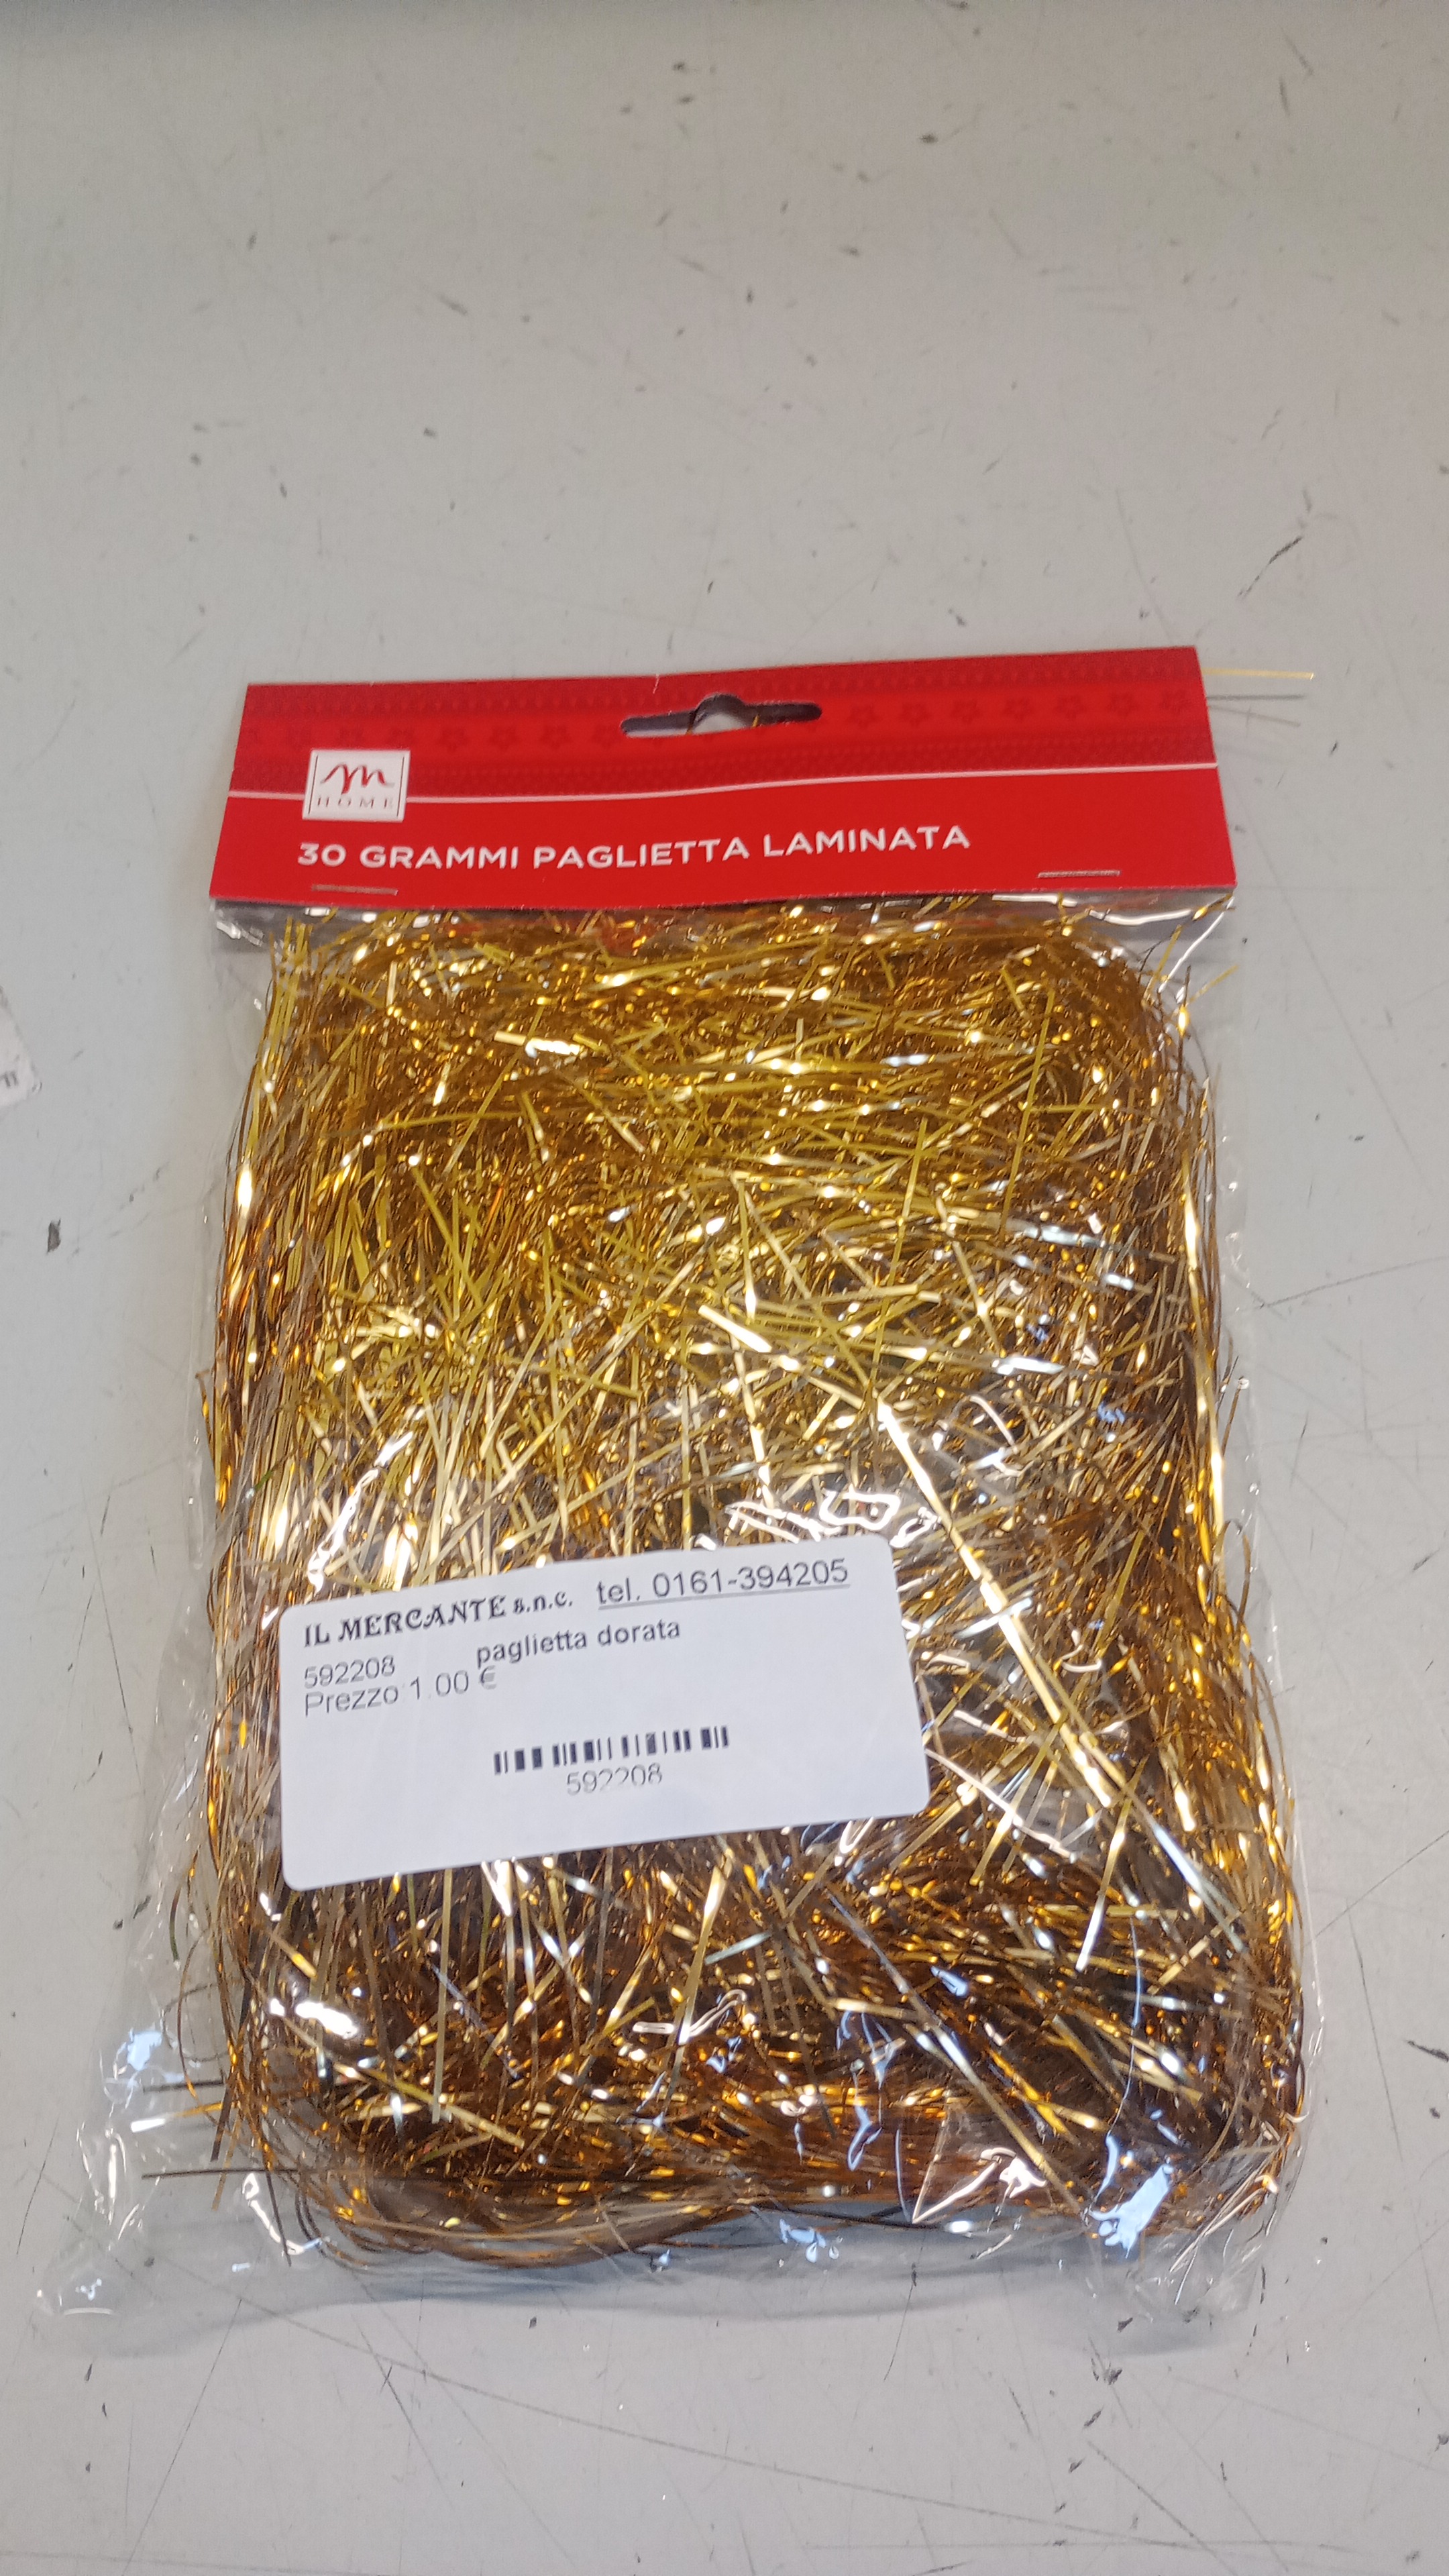 m
HOME
30 GRAMMI PAGLIETTA LAMINATA
IL MERCANTE s.n.c. tel. 0161-394205
592208 paglietta dorata
Prezzo 1.00 €
592208